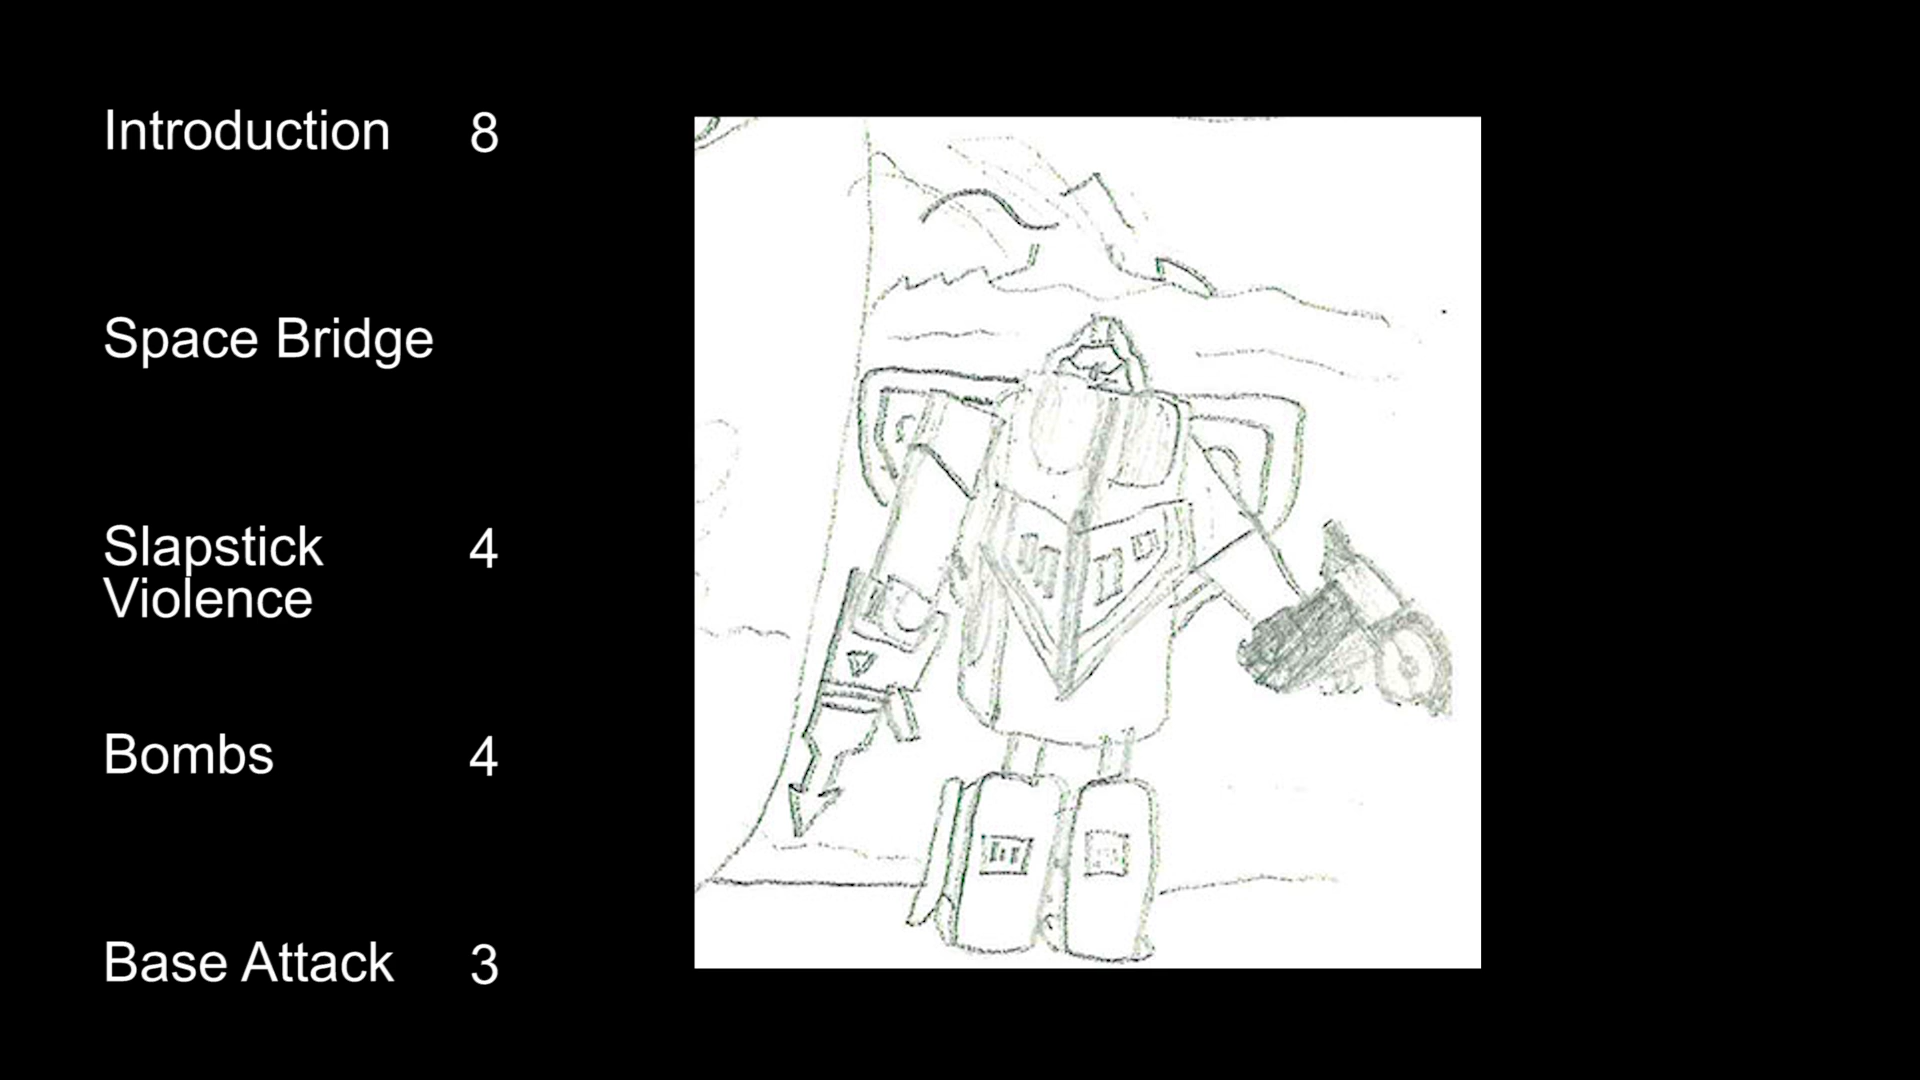 Introduction 8
Space Bridge
Slapstick 4
Violence
Bombs 4
Base Attack 3